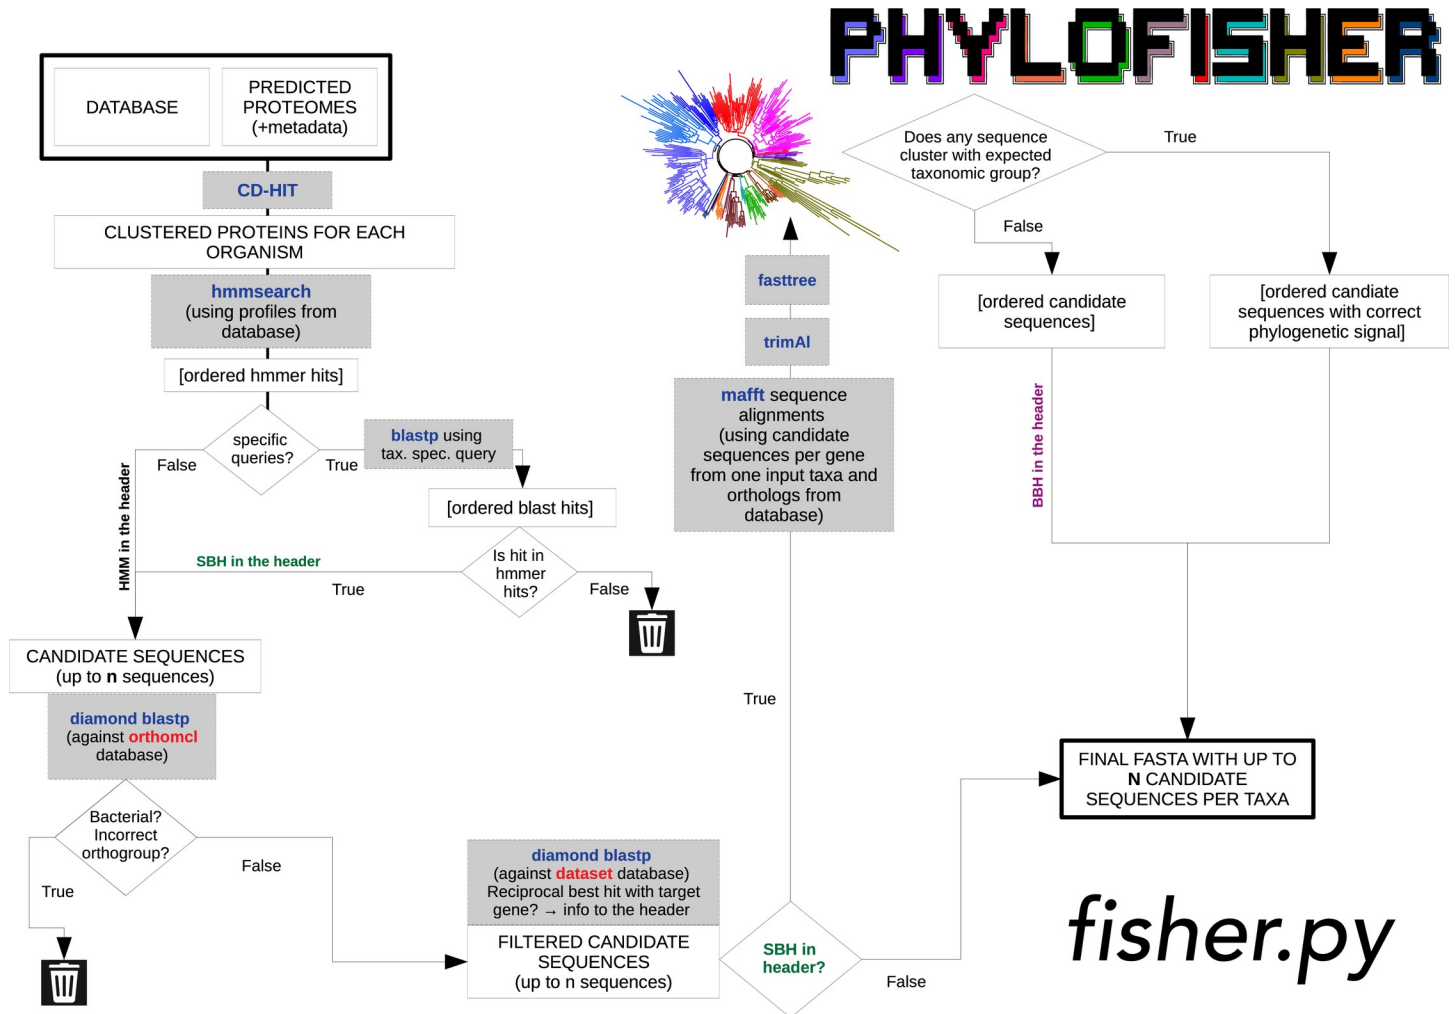 PHYLOFISHER
DATABASE
PREDICTED
PROTEOMES
(+metadata)
CD-HIT
CLUSTERED PROTEINS FOR EACH
ORGANISM
hmmsearch
(using profiles from
database)
[ordered hmmer hits]
specific
queries?
False
True
blastp using
tax. spec. query
[ordered blast hits]
HMM in the header
SBH in the header
Is hit in
hmmer
hits?
True
False
CANDIDATE SEQUENCES
(up to n sequences)
diamond blastp
(against orthomcl
database)
Bacterial?
Incorrect
orthogroup?
True
False
diamond blastp
(against dataset database)
Reciprocal best hit with target
gene? → info to the header
FILTERED CANDIDATE
SEQUENCES
(up to n sequences)
SBH in
header?
True
False
mafft sequence
alignments
(using candidate
sequences per gene
from one input taxa and
orthologs from
database)
trimAl
fasttree
Does any sequence
cluster with expected
taxonomic group?
True
False
[ordered candidate
sequences]
[ordered candiate
sequences with correct
phylogenetic signal]
BBH in the header
FINAL FASTA WITH UP TO
N CANDIDATE
SEQUENCES PER TAXA
fisher.py